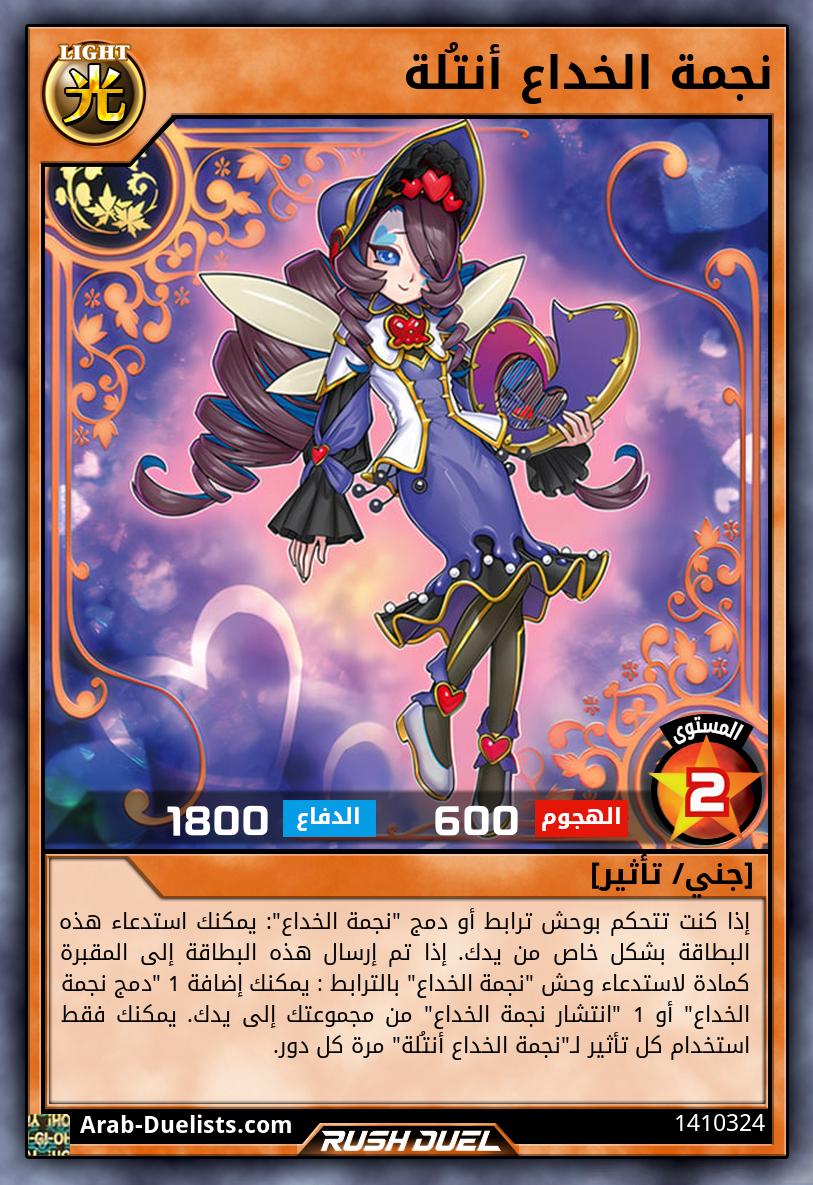 LIGHT
光
نجمة الخداع أنتـُلة
المستوى
2
الهجوم 600 الدفاع 1800
[جني/ تأثير]
إذا كنت تتحكم بوحش ترابط أو دمج "نجمة الخداع": يمكنك استدعاء هذه
البطاقة بشكل خاص من يدك. إذا تم إرسال هذه البطاقة إلى المقبرة
كمادة لاستدعاء وحش "نجمة الخداع" بالترابط : يمكنك إضافة 1 "دمج نجمة
الخداع" أو 1 "انتشار نجمة الخداع" من مجموعتك إلى يدك. يمكنك فقط
استخدام كل تأثير لـ"نجمة الخداع أنتُلة" مرة كل دور.
Arab-Duelists.com
RUSH DUEL
1410324